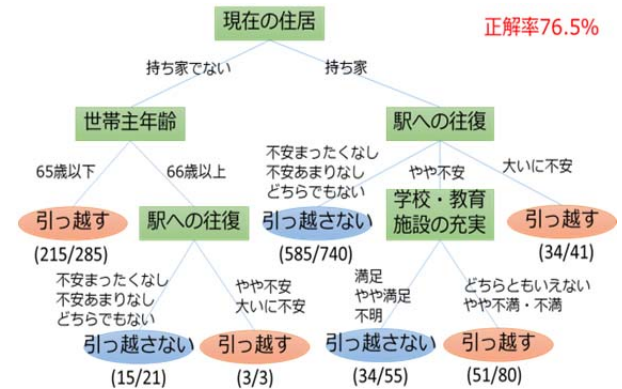 現在の住居
正解率76.5%
持ち家でない
持ち家
世帯主年齢
駅への往復
65歳以下
66歳以上
不安まったくなし
不安あまりなし
どちらでもない
やや不安
大いに不安
引っ越す
(215/285)
駅への往復
引っ越さない
(585/740)
学校・教育
施設の充実
引っ越す
(34/41)
不安まったくなし
不安あまりなし
どちらでもない
やや不安
大いに不安
満足
やや満足
不明
どちらともいえない
やや不満・不満
引っ越さない
(15/21)
引っ越す
(3/3)
引っ越さない
(34/55)
引っ越す
(51/80)